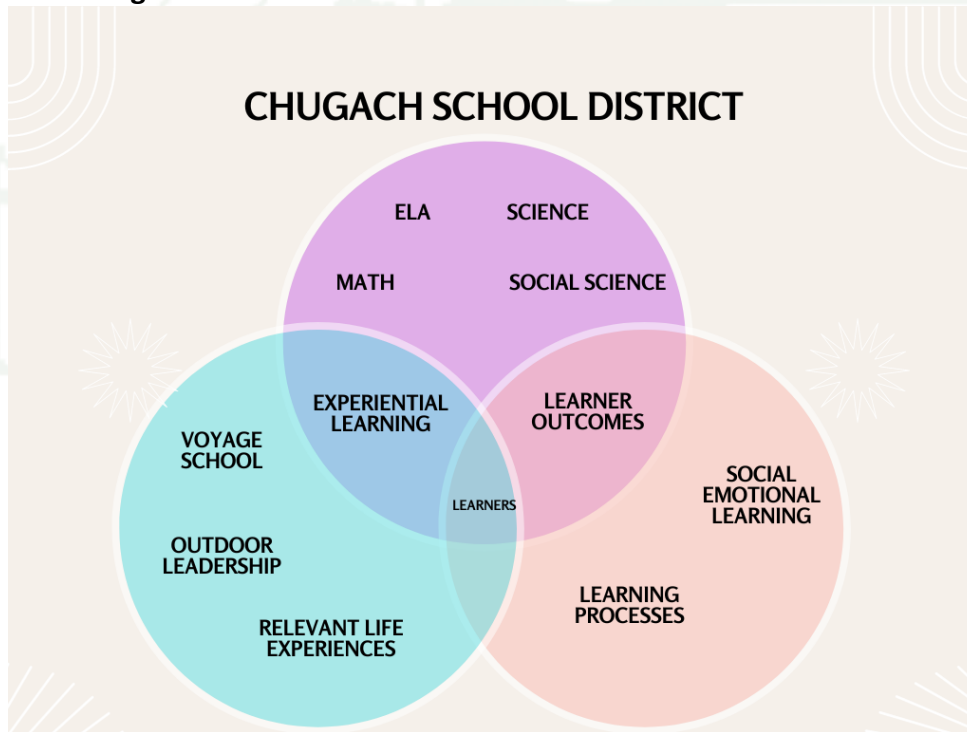 CHUGACH SCHOOL DISTRICT
ELA
SCIENCE
MATH
SOCIAL SCIENCE
EXPERIENTIAL
LEARNING
LEARNER
OUTCOMES
VOYAGE
SCHOOL
SOCIAL
EMOTIONAL
LEARNING
LEARNERS
OUTDOOR
LEADERSHIP
LEARNING
PROCESSES
RELEVANT LIFE
EXPERIENCES